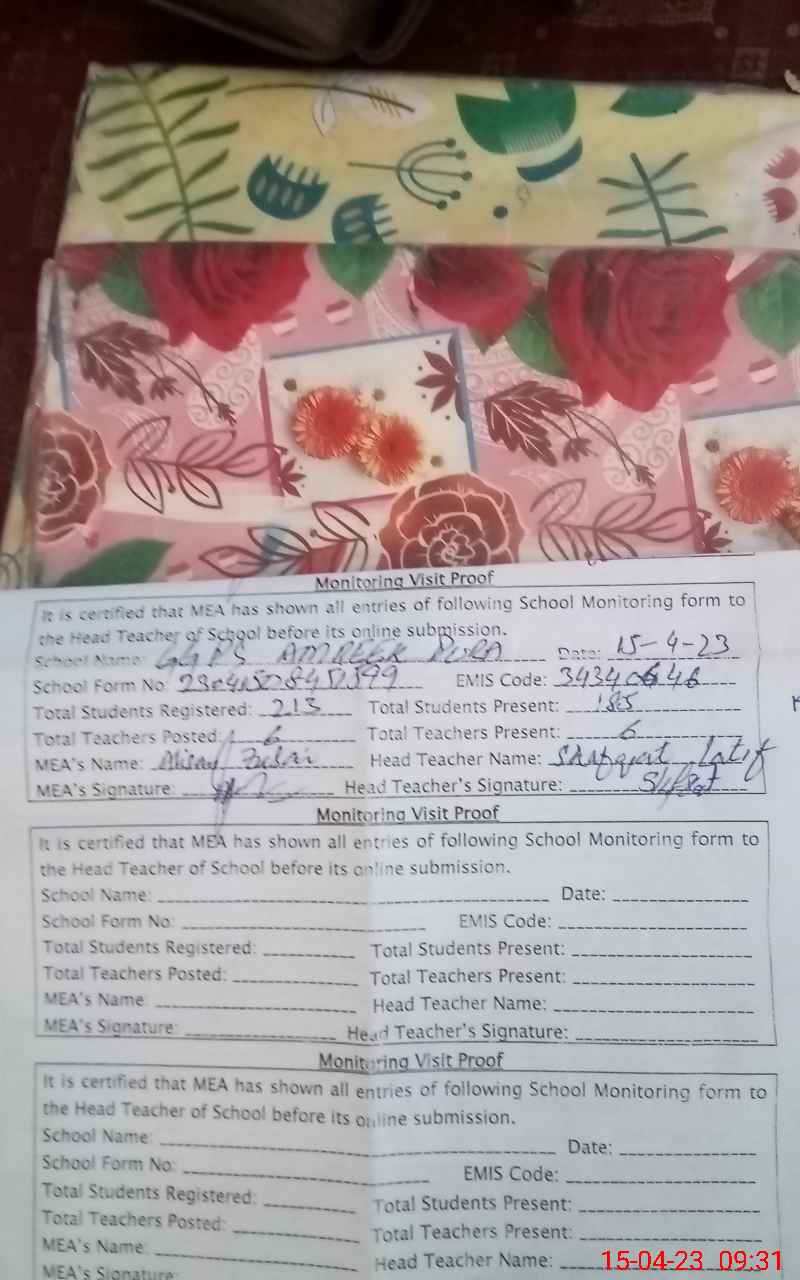 Monitoring Visit Proof
It is certified that MEA has shown all entries of following School Monitoring form to
the Head Teacher of School before its online submission.
School Name: GGPS AMREEK PURA Date: 15-4-23
School Form No: EMIS Code:
Total Students Registered: 213 Total Students Present: 185
Total Teachers Posted: 6 Total Teachers Present: 6
MEA's Name: Head Teacher Name: Shafquat Latif
MEA's Signature: Head Teacher's Signature:
Monitoring Visit Proof
It is certified that MEA has shown all entries of following School Monitoring form to
the Head Teacher of School before its online submission.
School Name: Date:
School Form No: EMIS Code:
Total Students Registered: Total Students Present:
Total Teachers Posted: Total Teachers Present:
MEA's Name: Head Teacher Name:
MEA's Signature: Head Teacher's Signature:
Monitoring Visit Proof
It is certified that MEA has shown all entries of following School Monitoring form to
the Head Teacher of School before its online submission.
School Name: Date:
School Form No: EMIS Code:
Total Students Registered: Total Students Present:
Total Teachers Posted: Total Teachers Present:
MEA's Name: Head Teacher Name:
MEA's Signature:
15-04-23 09:31